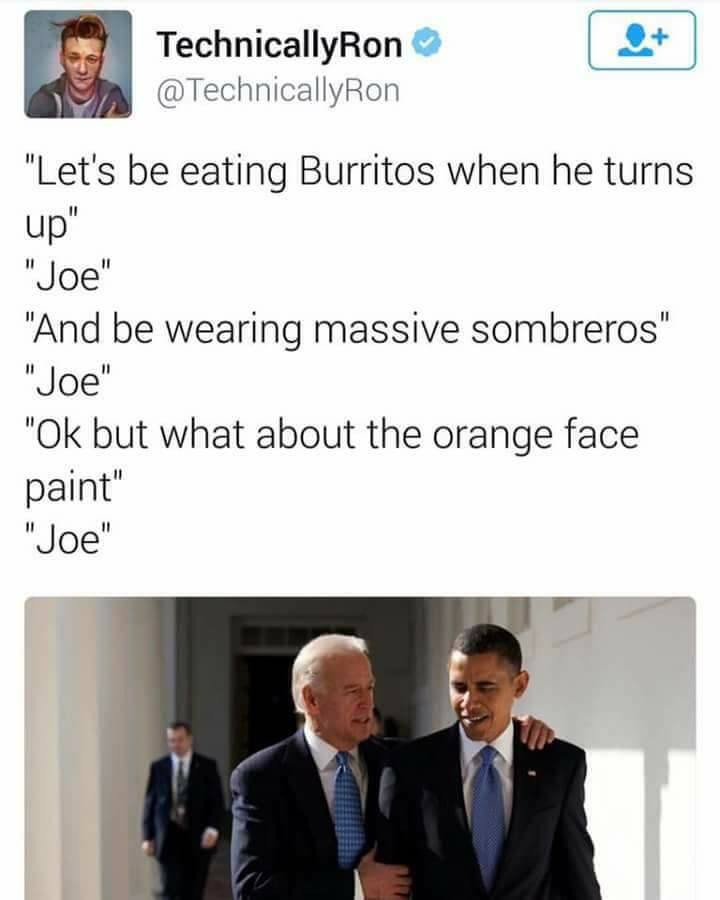 TechnicallyRon
@TechnicallyRon
"Let's be eating Burritos when he turns
up"
"Joe"
"And be wearing massive sombreros"
"Joe"
"Ok but what about the orange face
paint"
"Joe"